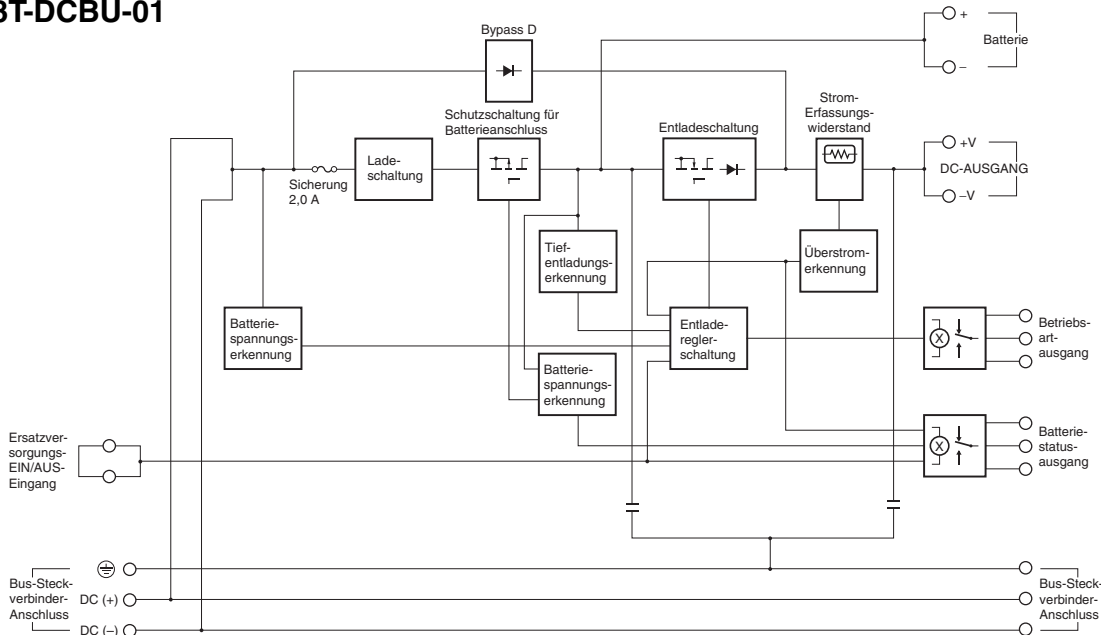 BT-DCBU-01
Bypass D
+
Batterie
–
Schutzschaltung für
Batterieanschluss
Entladeschaltung
Strom-
Erfassungs-
widerstand
Lade-
schaltung
Sicherung
2,0 A
+V
DC-AUSGANG
–V
Tief-
entladungs-
erkennung
Überstrom-
erkennung
Batterie-
spannungs-
erkennung
Entlade-
regler-
schaltung
X
Betriebs-
art-
ausgang
Batterie-
spannungs-
erkennung
X
Batterie-
status-
ausgang
Ersatzver-
sorgungs-
EIN/AUS-
Eingang
Bus-Steck-
verbinder-
Anschluss
DC (+)
DC (–)
Bus-Steck-
verbinder-
Anschluss